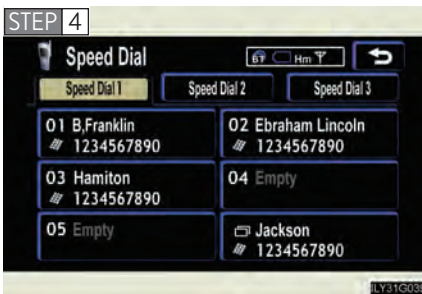 STEP 4
Speed Dial
BT Hm
Speed Dial 1 Speed Dial 2 Speed Dial 3
01 B,Franklin
1234567890
02 Ebraham Lincoln
1234567890
03 Hamiton
1234567890
04 Empty
05 Empty
Jackson
1234567890